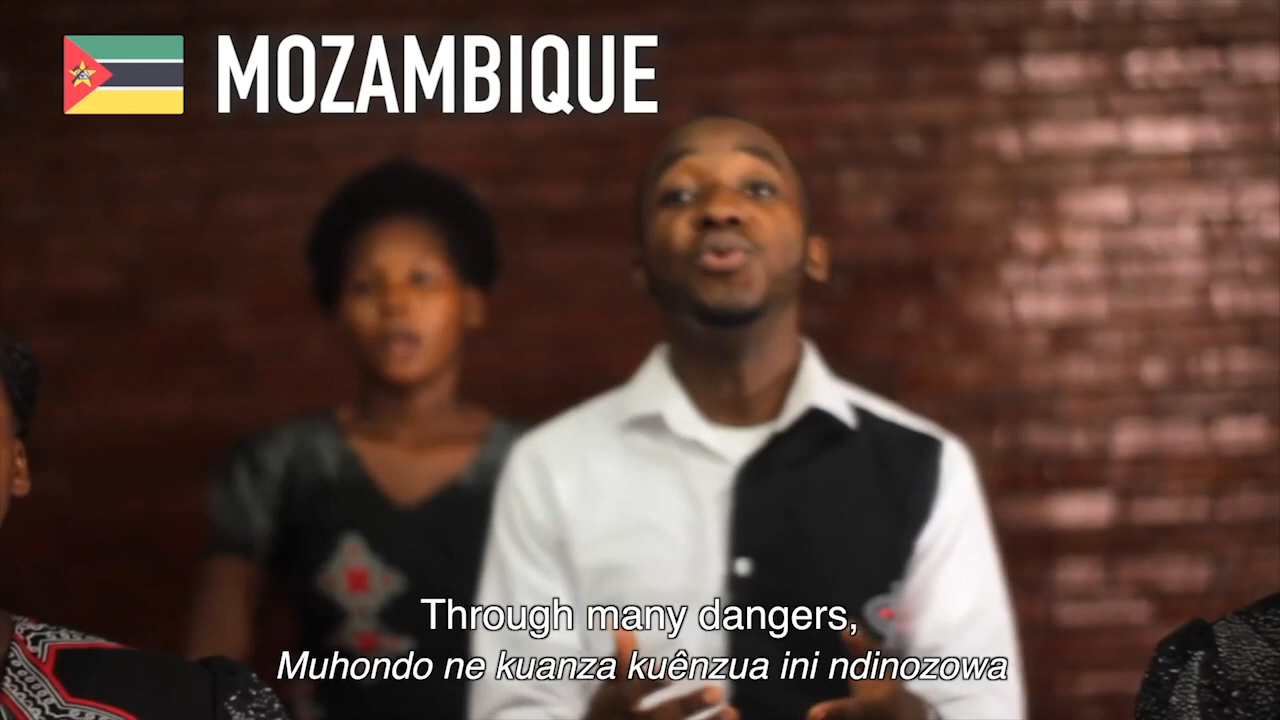 MOZAMBIQUE
Through many dangers,
Muhondo ne kuanza kuênzua ini ndinozowa